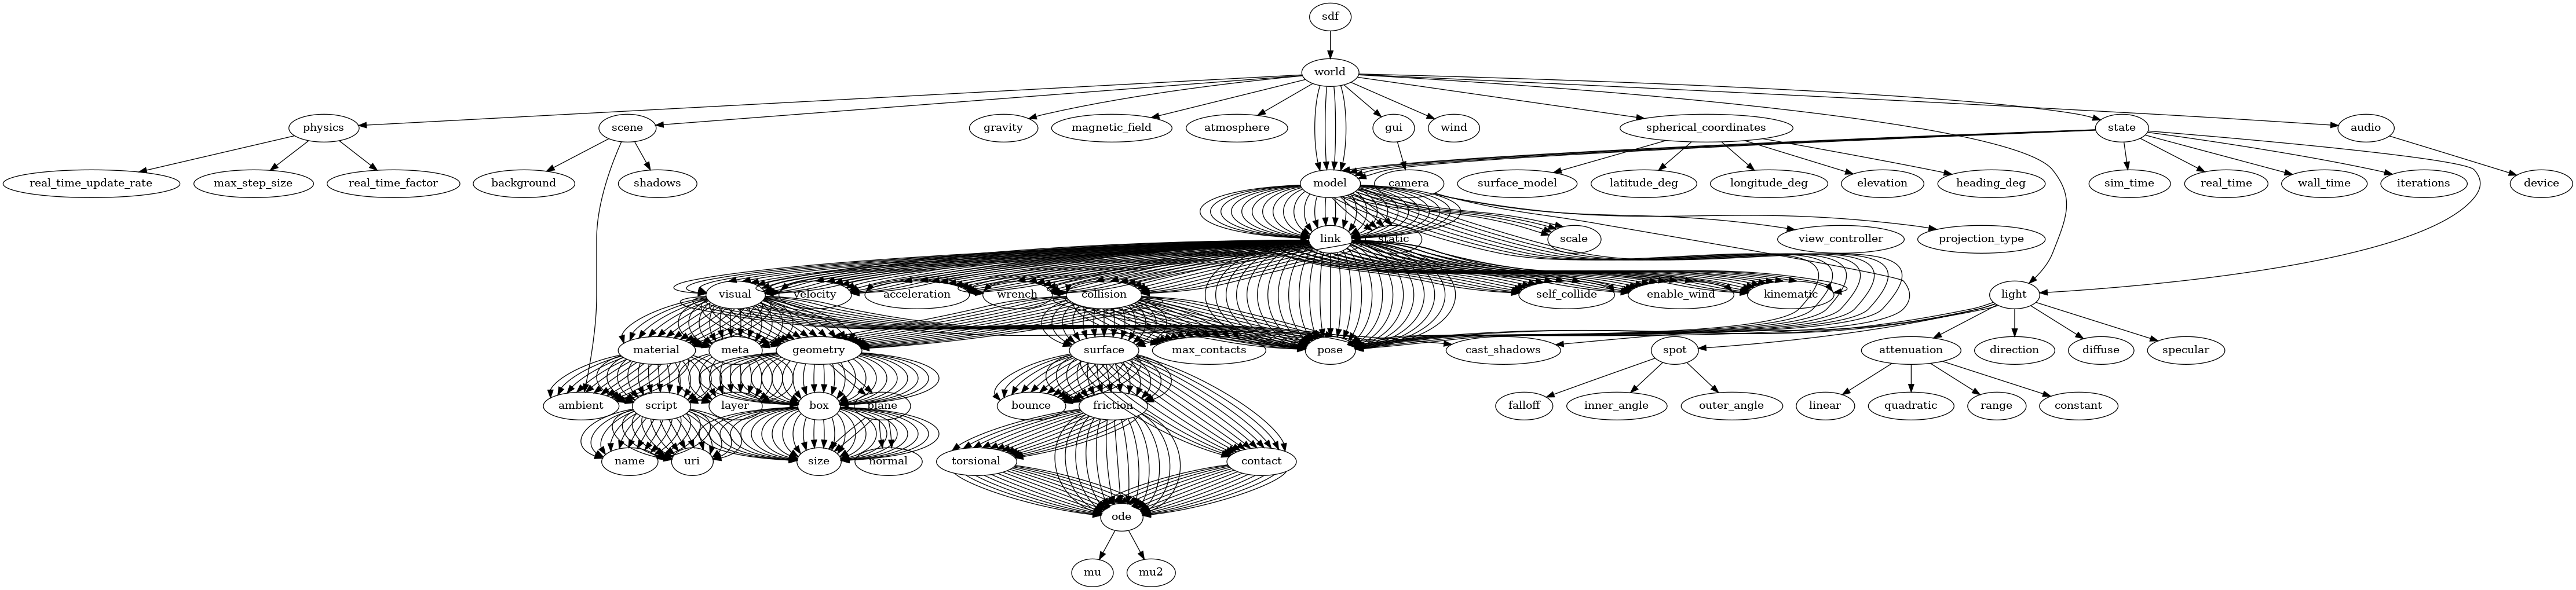 sdf
world
physics
scene
gravity
magnetic_field
atmosphere
gui
wind
spherical_coordinates
state
audio
real_time_update_rate
max_step_size
real_time_factor
background
shadows
model
camera
surface_model
latitude_deg
longitude_deg
elevation
heading_deg
sim_time
real_time
wall_time
iterations
device
link
static
scale
view_controller
projection_type
visual
velocity
acceleration
wrench
collision
self_collide
enable_wind
kinematic
light
material
meta
geometry
surface
max_contacts
pose
cast_shadows
spot
attenuation
direction
diffuse
specular
ambient
script
layer
box
plane
bounce
friction
falloff
inner_angle
outer_angle
linear
quadratic
range
constant
name
uri
size
normal
torsional
contact
ode
mu
mu2